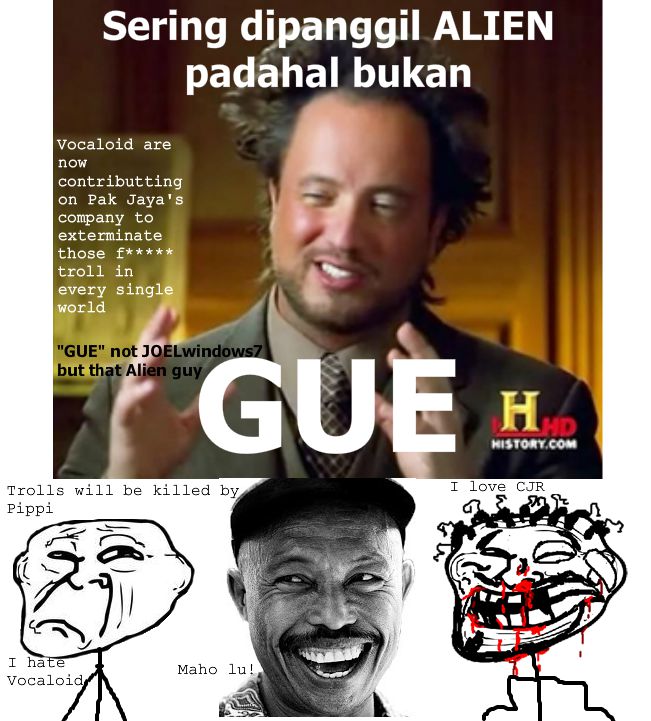 Sering dipanggil ALIEN
padahal bukan
Vocaloid are
now
contributting
on Pak Jaya's
company to
exterminate
those f*****
troll in
every single
world
"GUE" not JOELwindows7
but that Alien guy
GUE
H HD
HISTORY.COM
Trolls will be killed by
Pippi
I love CJR
I hate
Vocaloid
Maho lu!